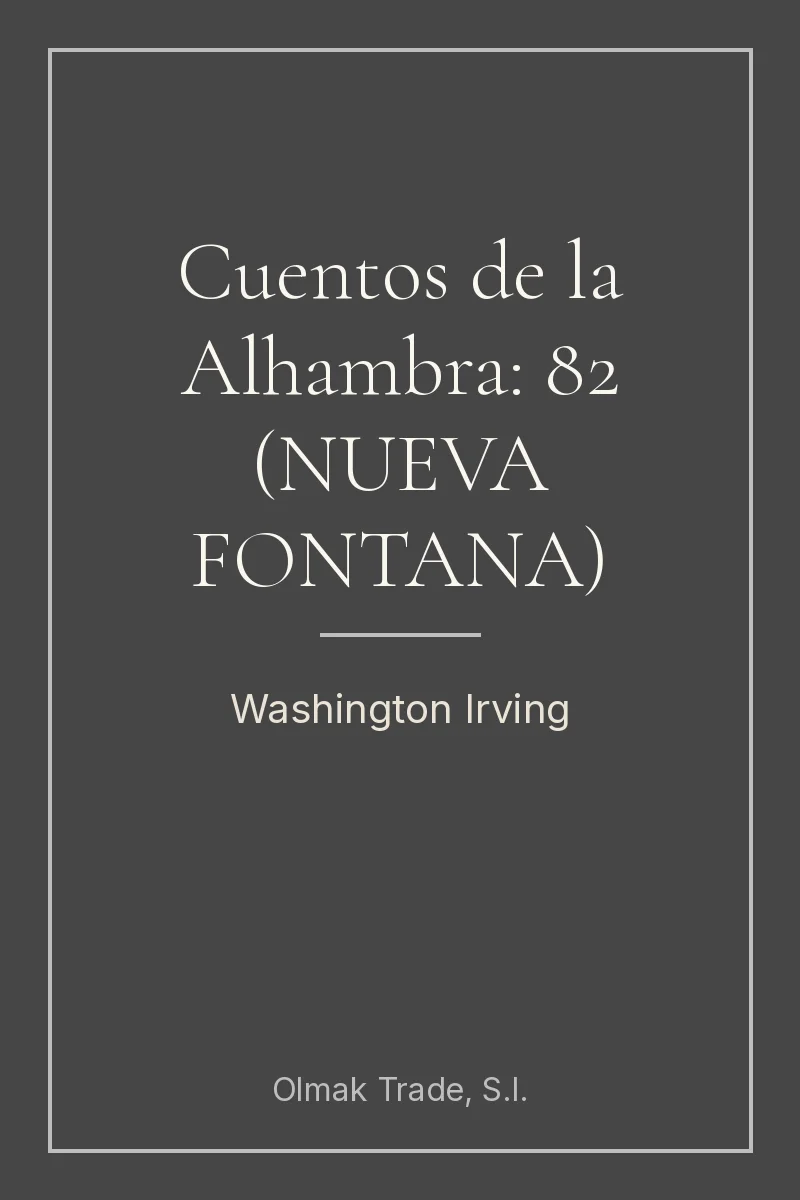 Cuentos de la
Alhambra: 82
(NUEVA
FONTANA)
Washington Irving
Olmak Trade, S.l.